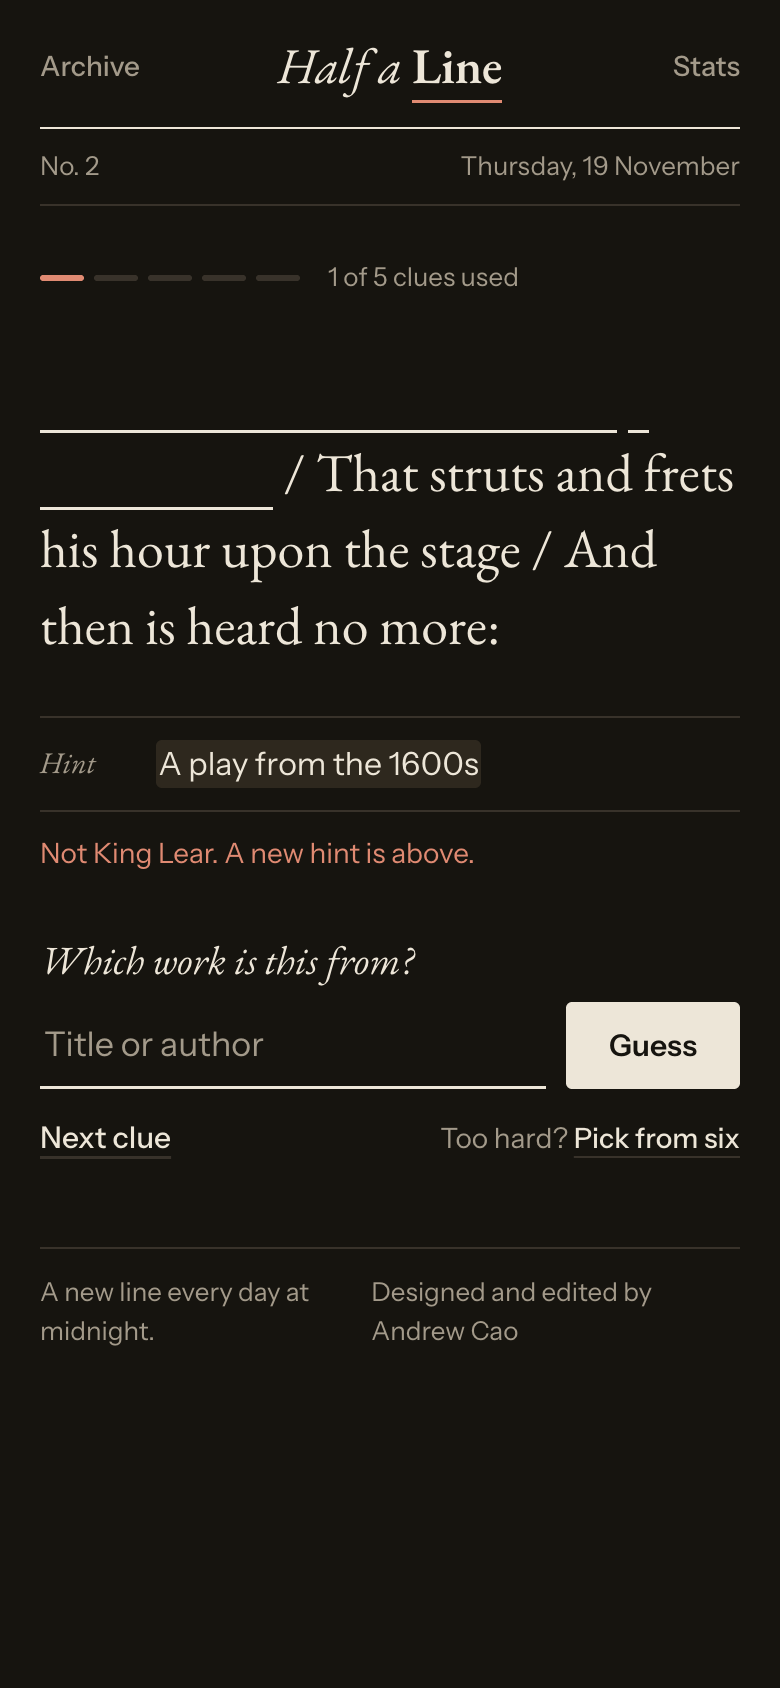 Archive
Half a Line
Stats
No. 2
Thursday, 19 November
1 of 5 clues used
/ That struts and frets
his hour upon the stage / And
then is heard no more:
Hint
A play from the 1600s
Not King Lear. A new hint is above.
Which work is this from?
Title or author
Guess
Next clue
Too hard? Pick from six
A new line every day at
midnight.
Designed and edited by
Andrew Cao